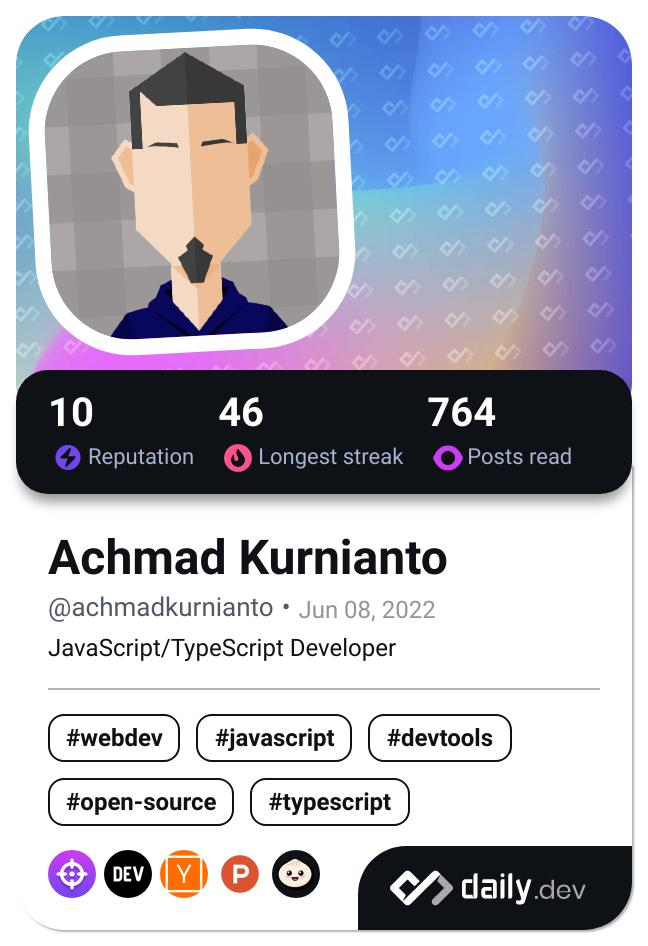 10 46 764
Reputation Longest streak Posts read
Achmad Kurnianto
@achmadkurnianto • Jun 08, 2022
JavaScript/TypeScript Developer
#webdev #javascript #devtools
#open-source #typescript
DEV Y P daily.dev